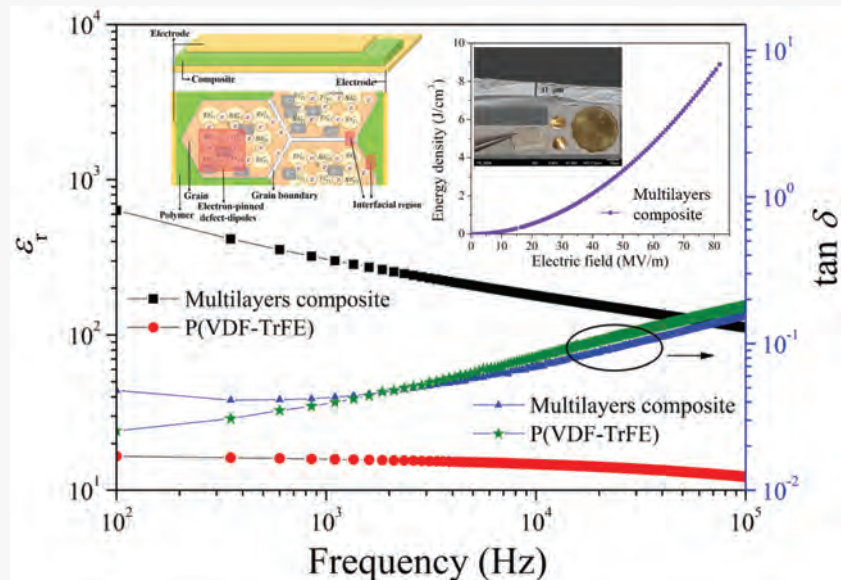 10⁴
10³
10²
10¹
εr
Electrode
Composite
Electrode
Grain
Polymer
Electron-pinned
defect-dipoles
Grain boundary
Interfacial region
10
8
6
4
2
0
Energy density (J/cm³)
31 μm
Multilayers
composite
0 10 20 30 40 50 60 70 80
Electric field (MV/m)
10¹
10⁰
10⁻¹
10⁻²
tan δ
Multilayers composite
P(VDF-TrFE)
Multilayers composite
P(VDF-TrFE)
10² 10³ 10⁴ 10⁵
Frequency (Hz)